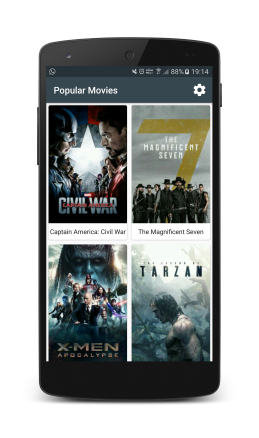 88% 19:14
Popular Movies
CIVIL WAR
THE
MAGNIFICENT
SEVEN
7
Captain America: Civil War
The Magnificent Seven
X-MEN
APOCALYPSE
THE LEGEND OF
TARZAN